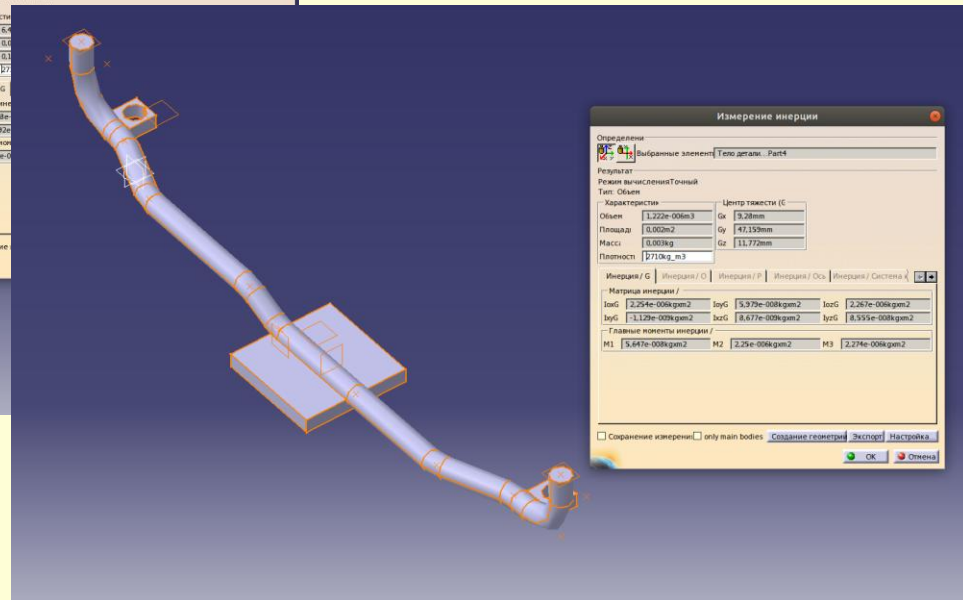 Измерение инерции
Определени
Выбранные элемент Тело детали...Part4
Результат
Режим вычисленияТочный
Тип: Объем
Характеристик Центр тяжести (G
Объем 1,222e-006m3 Gx 9,28mm
Площадь 0,002m2 Gy 47,159mm
Масса 0,003kg Gz 11,772mm
Плотност 2710kg_m3
Инерция / G Инерция / O Инерция / P Инерция / Ось Инерция / Система к
Матрица инерции /
IoxG 2,254e-006kgxm2 IoyG 5,979e-008kgxm2 IozG 2,267e-006kgxm2
IxyG -1,129e-009kgxm2 IxzG 8,677e-009kgxm2 IyzG 8,555e-008kgxm2
Главные моменты инерции /
M1 5,647e-008kgxm2 M2 2,25e-006kgxm2 M3 2,274e-006kgxm2
Сохранение измерени only main bodies Создание геометрии Экспорт Настройка...
OK Отмена